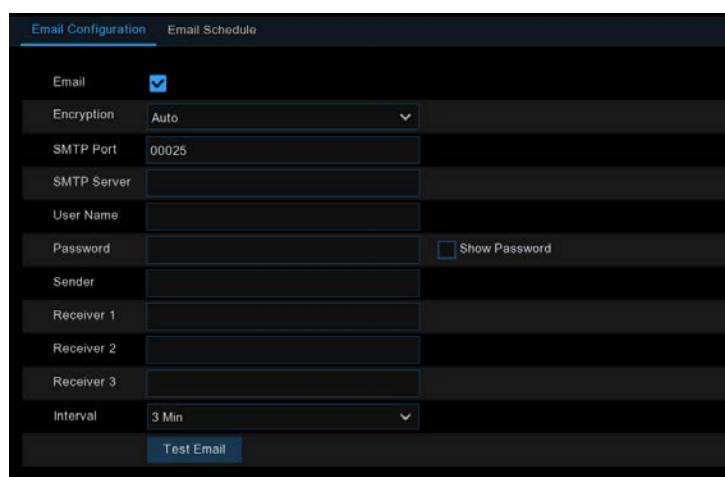 Email Configuration Email Schedule
Email
Encryption Auto
SMTP Port 00025
SMTP Server
User Name
Password Show Password
Sender
Receiver 1
Receiver 2
Receiver 3
Interval 3 Min
Test Email